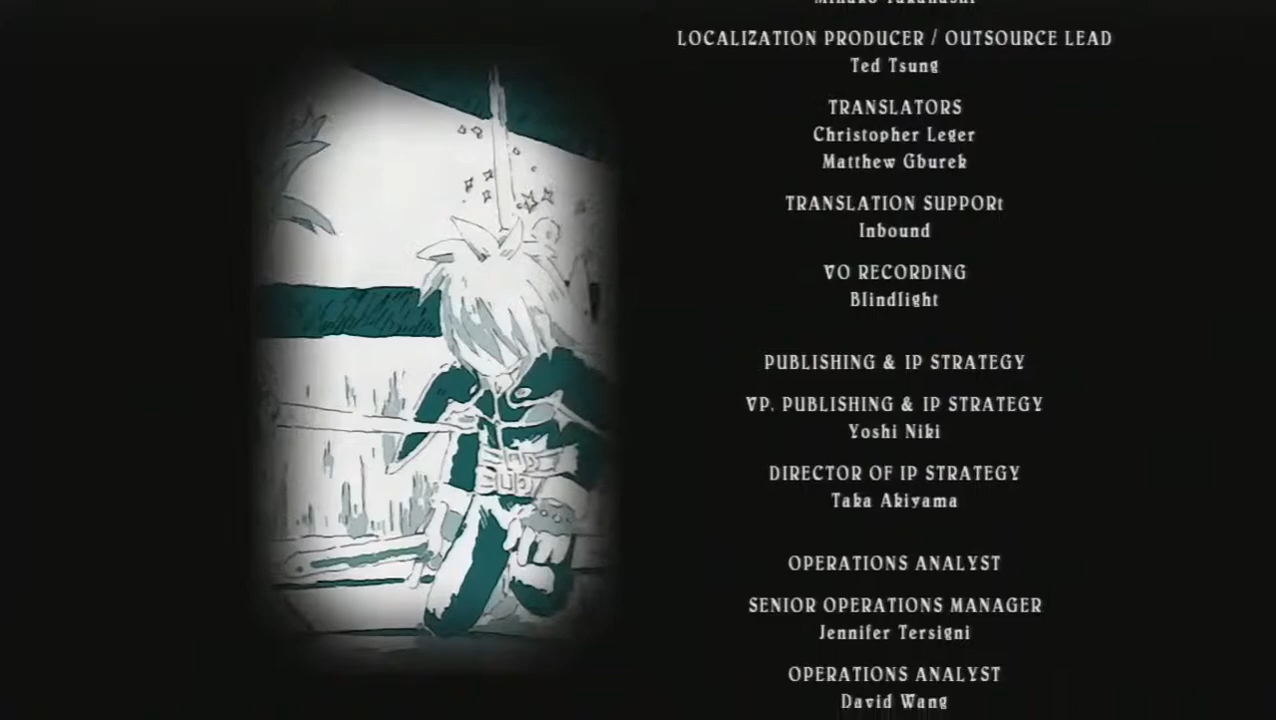 LOCALIZATION PRODUCER / OUTSOURCE LEAD
Ted Tsung
TRANSLATORS
Christopher Leger
Matthew Gburek
TRANSLATION SUPPORt
Inbound
VO RECORDING
Blindlight
PUBLISHING & IP STRATEGY
VP. PUBLISHING & IP STRATEGY
Yoshi Niki
DIRECTOR OF IP STRATEGY
Taka Akiyama
OPERATIONS ANALYST
SENIOR OPERATIONS MANAGER
Jennifer Tersigni
OPERATIONS ANALYST
David Wang